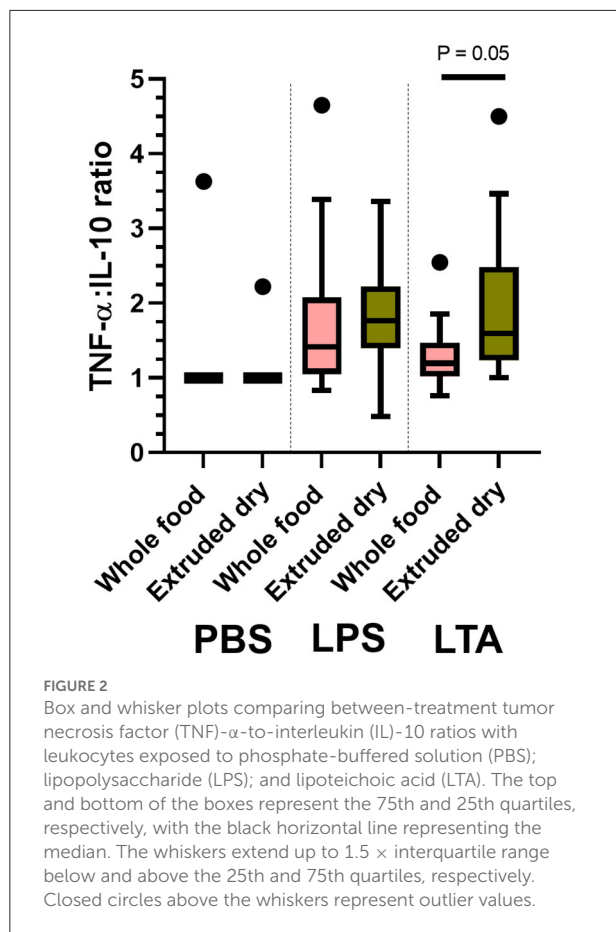 P = 0.05
5
4
3
2
1
0
TNF-α:IL-10 ratio
Whole food
Extruded dry
Whole food
Extruded dry
Whole food
Extruded dry
PBS LPS LTA
FIGURE 2
Box and whisker plots comparing between-treatment tumor
necrosis factor (TNF)-α-to-interleukin (IL)-10 ratios with
leukocytes exposed to phosphate-buffered solution (PBS);
lipopolysaccharide (LPS); and lipoteichoic acid (LTA). The top
and bottom of the boxes represent the 75th and 25th quartiles,
respectively, with the black horizontal line representing the
median. The whiskers extend up to 1.5 × interquartile range
below and above the 25th and 75th quartiles, respectively.
Closed circles above the whiskers represent outlier values.